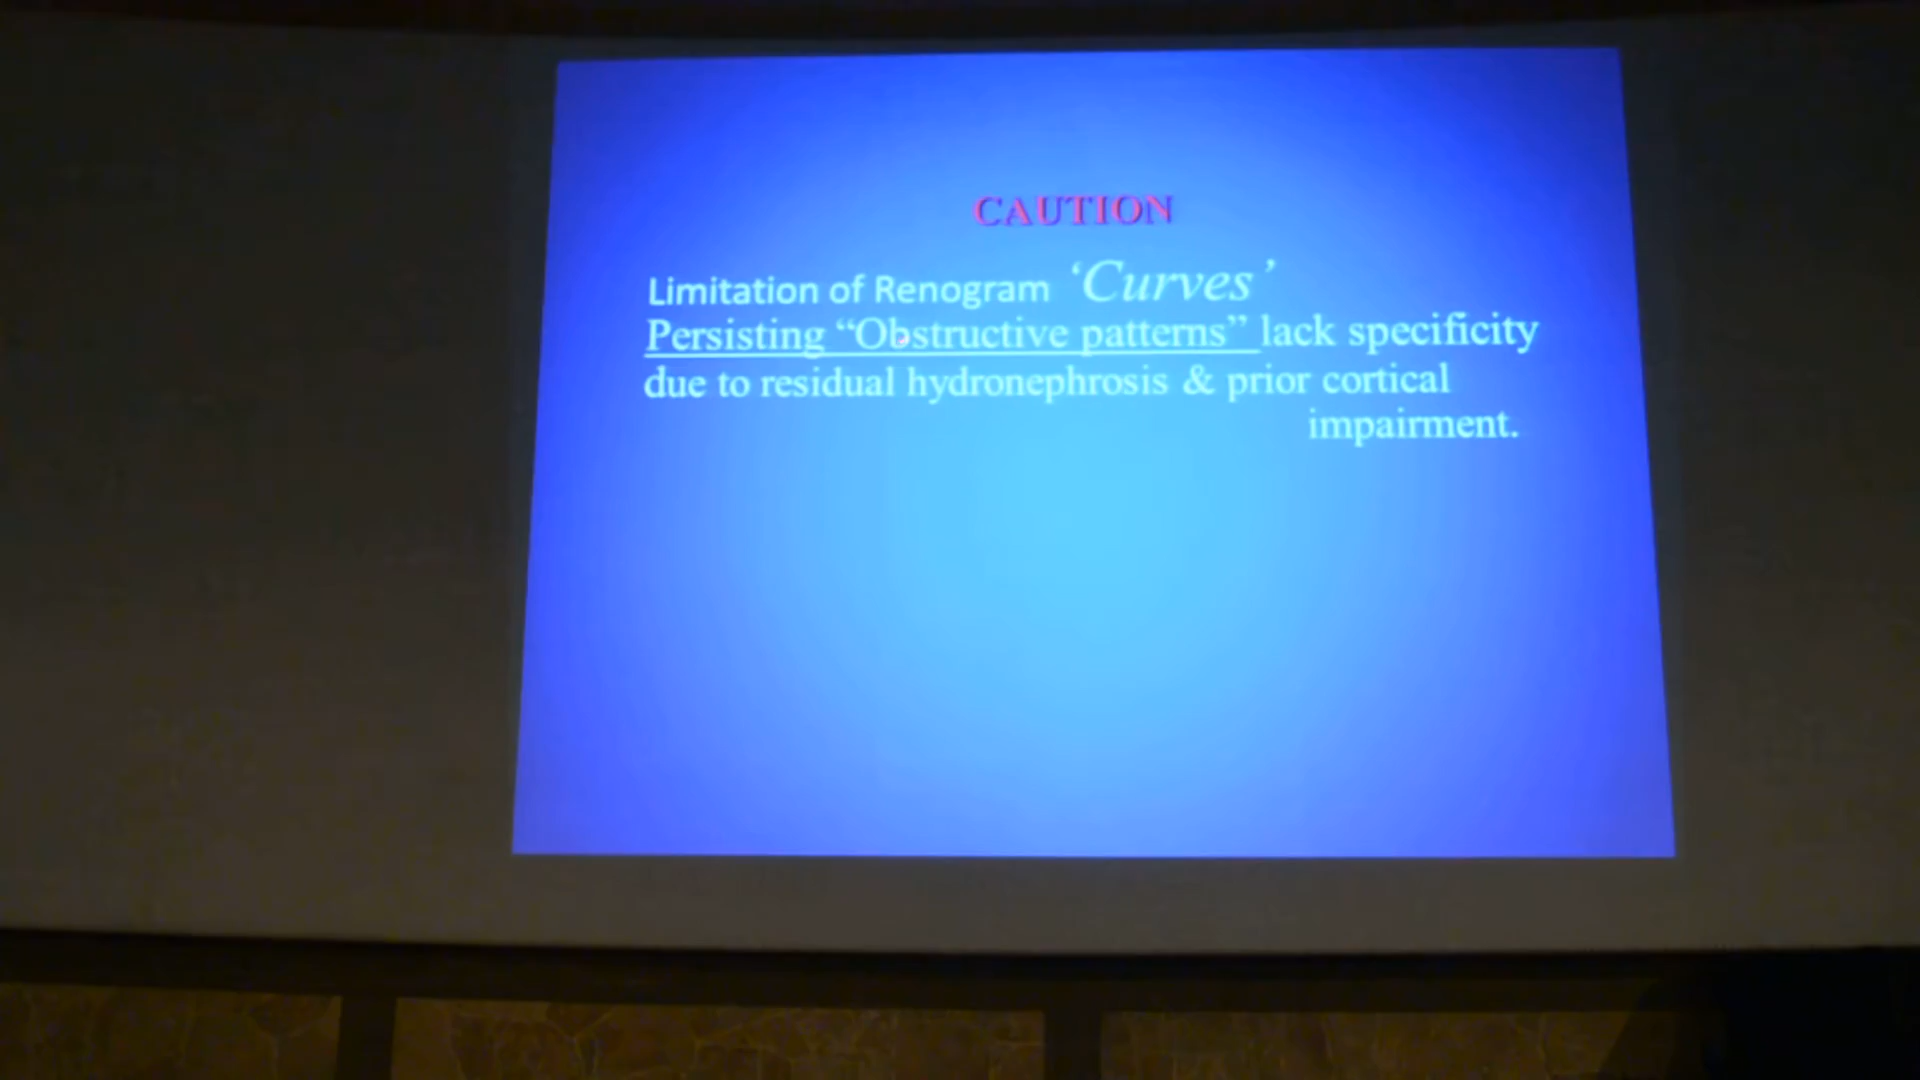 CAUTION
Limitation of Renogram ‘Curves’
Persisting “Obstructive patterns” lack specificity
due to residual hydronephrosis & prior cortical
impairment.